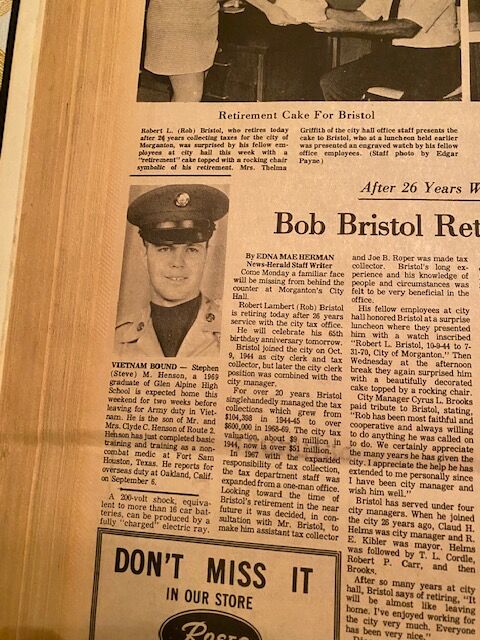 Retirement Cake For Bristol
Robert L. (Rob) Bristol, who retires today
after 26 years collecting taxes for the city of
Morganton, was surprised by his fellow em-
ployees at city hall this week with a
"retirement" cake topped with a rocking chair
symbolic of his retirement. Mrs. Thelma
Griffith of the city hall office staff presents the
cake to Bristol, who at a luncheon held earlier
was presented an engraved watch by his fellow
office employees. (Staff photo by Edgar
Payne)
VIETNAM BOUND — Stephen
(Steve) M. Henson, a 1969
graduate of Glen Alpine High
School is expected home this
weekend for two weeks before
leaving for Army duty in Viet-
nam. He is the son of Mr. and
Mrs. Clyde C. Henson of Route 2.
Henson has just completed basic
training and training as a non-
combat medic at Fort Sam
Houston, Texas. He reports for
overseas duty at Oakland, Calif.
on September 6.
A 200-volt shock, equiva-
lent to more than 16 car bat-
teries, can be produced by a
fully "charged" electric ray.
After 26 Years
Bob Bristol
By EDNA MAE HERMAN
News-Herald Staff Writer
Come Monday a familiar face
will be missing from behind the
counter at Morganton's City
Hall.
Robert Lambert (Rob) Bristol
is retiring today after 26 years
service with the city tax office.
He will celebrate his 65th
birthday anniversary tomorrow.
Bristol joined the city on Oct.
9, 1944 as city clerk and tax
collector, but later the city clerk
position was combined with the
city manager.
For over 20 years Bristol
singlehandedly managed the tax
collections which grew from
$104,398 in 1944-45 to over
$600,000 in 1968-69. The city tax
valuation, about $9 million in
1944, now is over $51 million.
In 1967 with the expanded
responsibility of tax collection,
the tax department staff was
expanded from a one-man office.
Looking toward the time of
Bristol's retirement in the near
future it was decided, in con-
sultation with Mr. Bristol, to
make him assistant tax collector
and Joe B. Roper was made tax
collector. Bristol's long ex-
perience and his knowledge of
people and circumstances was
felt to be very beneficial in the
office.
His fellow employees at city
hall honored Bristol at a surprise
luncheon where they presented
him with a watch inscribed
"Robert L. Bristol, 10-9-44 to 7-
31-70, City of Morganton." Then
Wednesday at the afternoon
break they again surprised him
with a beautifully decorated
cake topped by a rocking chair.
City Manager Cyrus L. Brooks
paid tribute to Bristol, stating,
"Rob has been most faithful and
cooperative and always willing
to do anything he was called on
to do. We certainly appreciate
the many years he has given the
city. I appreciate the help he has
extended to me personally since
I have been city manager and
wish him well."
Bristol has served under four
city managers. When he joined
the city 26 years ago, Claud H.
Helms was city manager and R.
E. Kibler was mayor. Helms
was followed by T. L. Cordle,
Robert P. Carr, and then
Brooks.
After so many years at city
hall, Bristol says of retiring, "It
will be almost like leaving
home. I've enjoyed working for
the city very much. Everyone
has been very nice."
DON'T MISS IT
IN OUR STORE